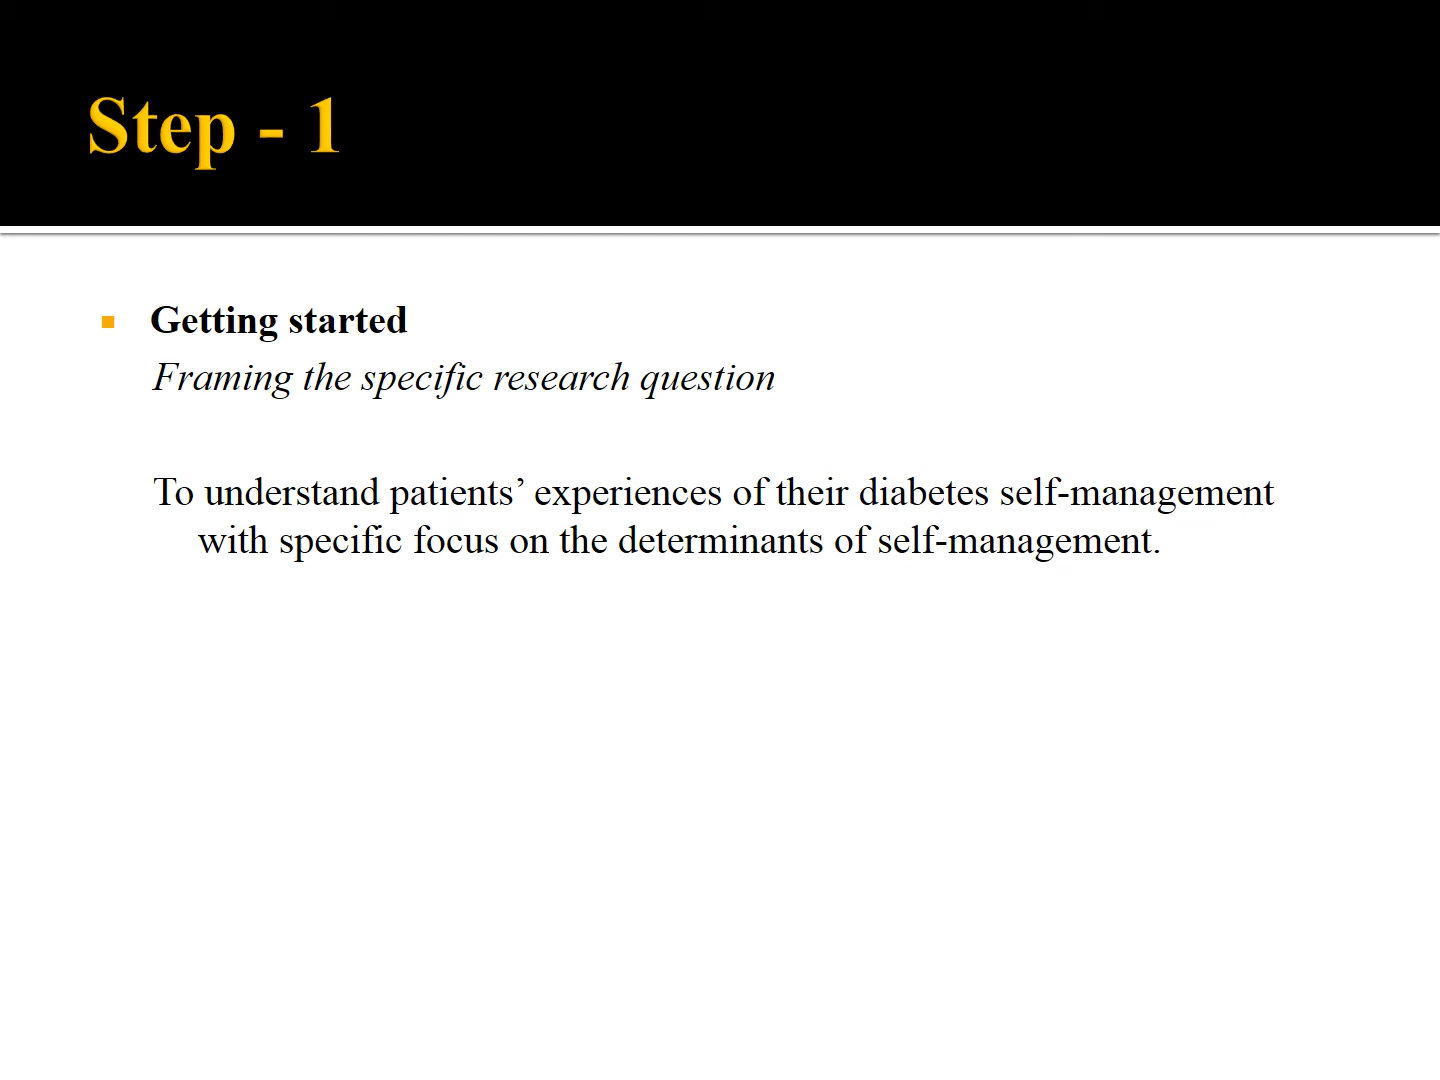 Step - 1
Getting started
Framing the specific research question
To understand patients’ experiences of their diabetes self-management
with specific focus on the determinants of self-management.